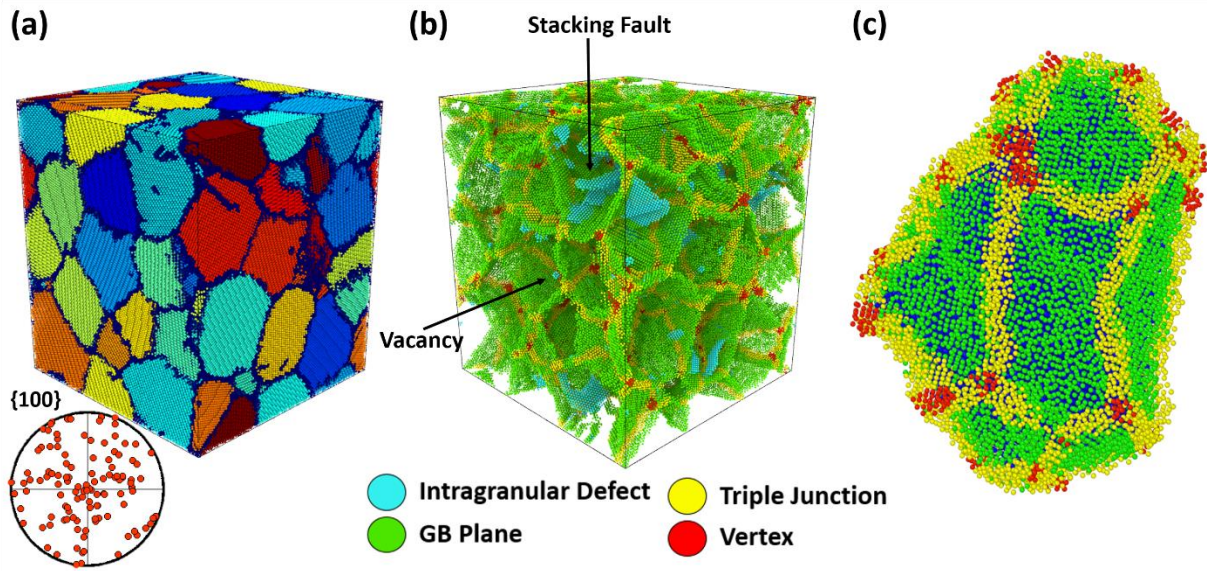 (a)
(b)
Stacking Fault
(c)
Vacancy
{100}
Intragranular Defect
Triple Junction
GB Plane
Vertex